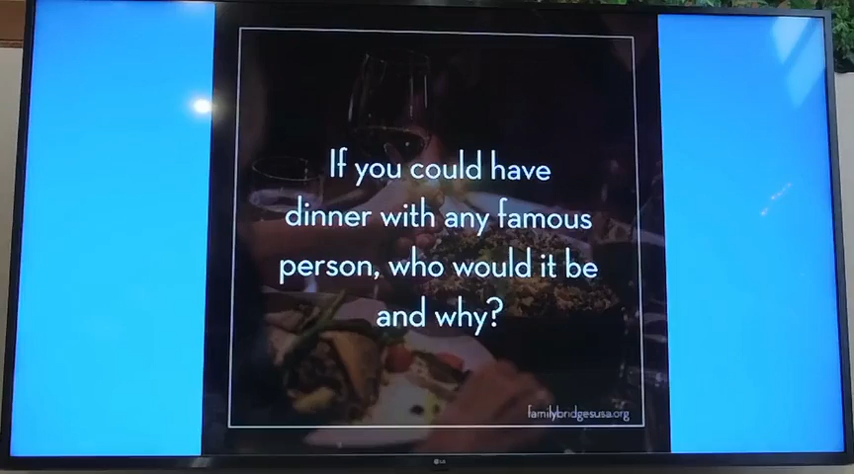 If you could have
dinner with any famous
person, who would it be
and why?
familybridgesusa.org
LG